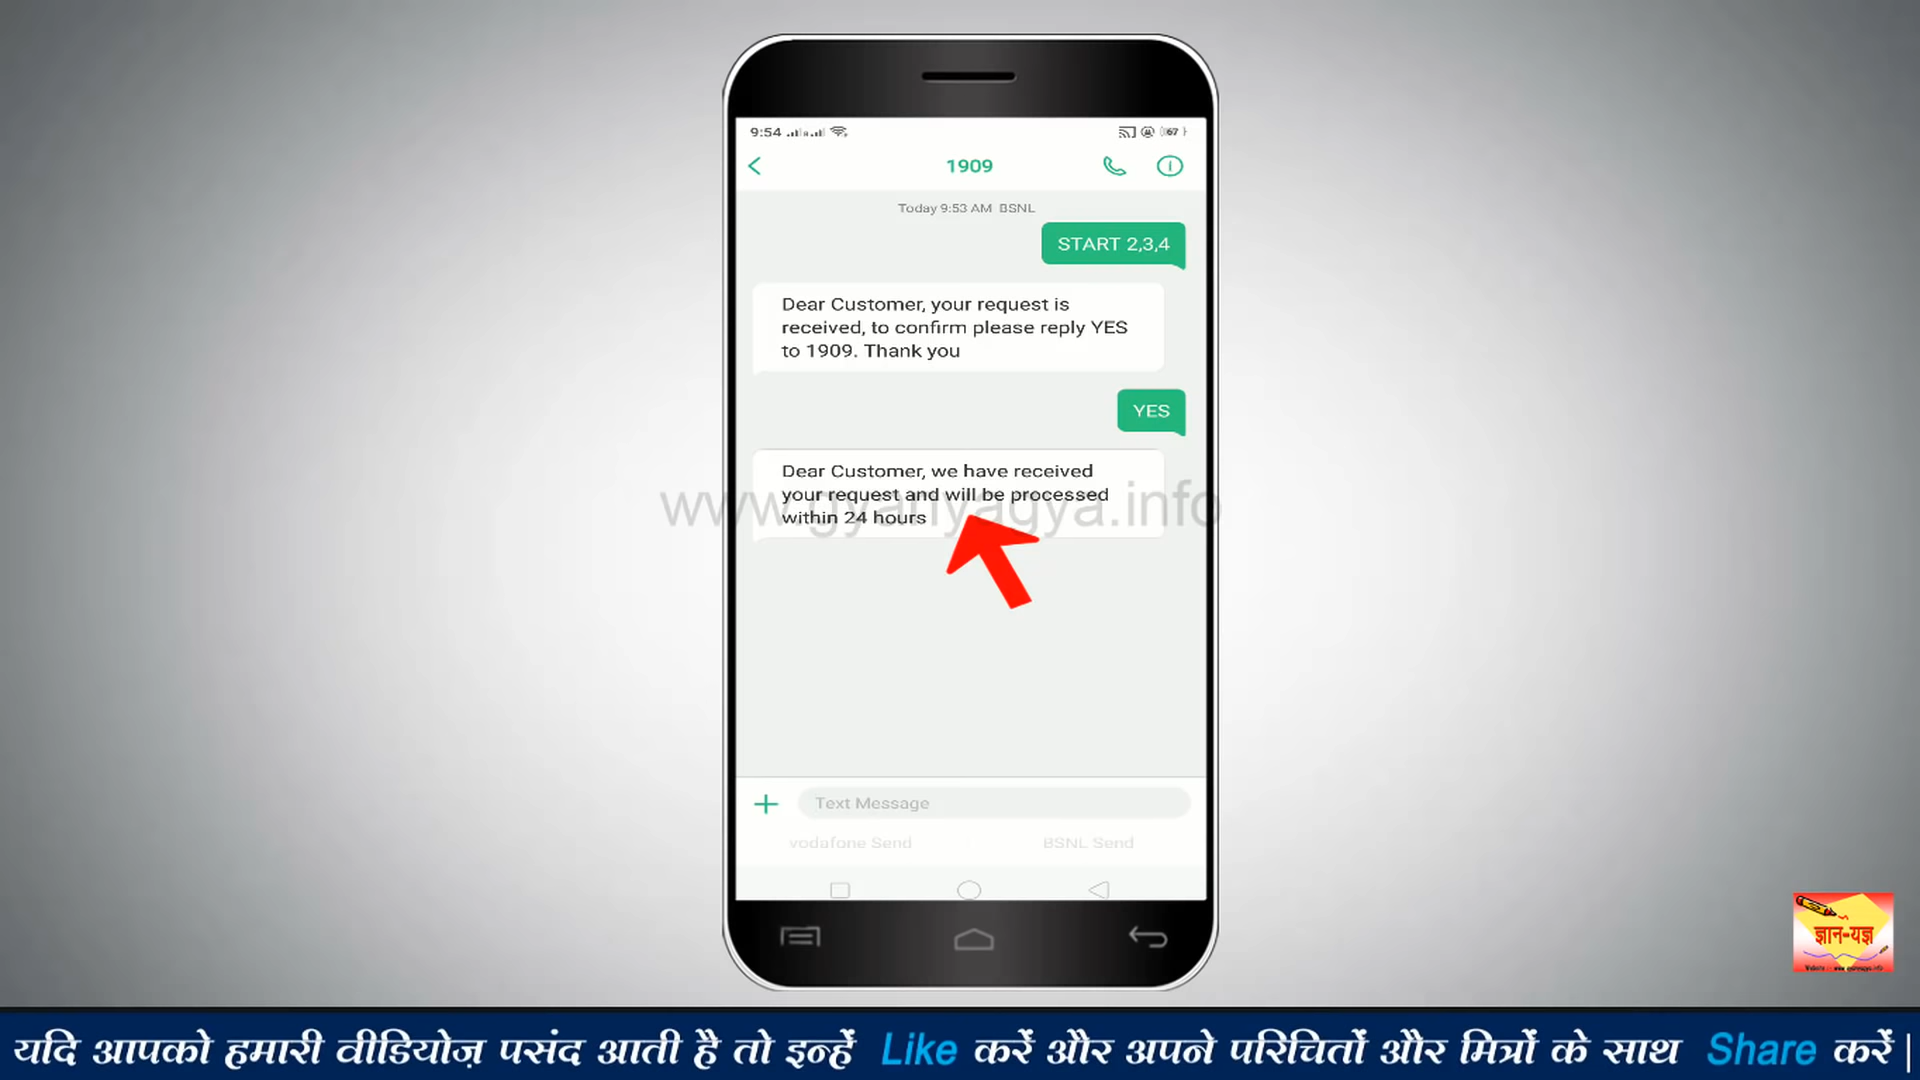 9:54
67
1909
Today 9:53 AM BSNL
START 2,3,4
Dear Customer, your request is
received, to confirm please reply YES
to 1909. Thank you
YES
Dear Customer, we have received
your request and will be processed
within 24 hours
www.gyanyagya.info
Text Message
vodafone Send
BSNL Send
ज्ञान-यज्ञ
यदि आपको हमारी वीडियोज़ पसंद आती है तो इन्हें Like करें और अपने परिचितों और मित्रों के साथ Share करें |